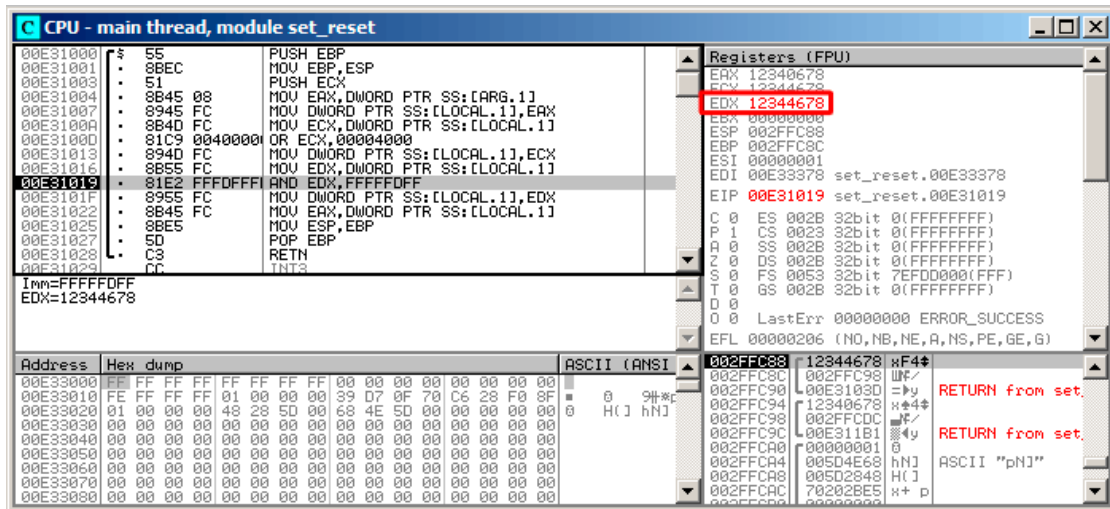 C CPU - main thread, module set_reset
00E31000 $ 55 PUSH EBP
00E31001 . 8BEC MOV EBP,ESP
00E31003 . 51 PUSH ECX
00E31004 . 8B45 08 MOV EAX,DWORD PTR SS:[ARG.1]
00E31007 . 8945 FC MOV DWORD PTR SS:[LOCAL.1],EAX
00E3100A . 8B4D FC MOV ECX,DWORD PTR SS:[LOCAL.1]
00E3100D . 81C9 00400000 OR ECX,00004000
00E31013 . 894D FC MOV DWORD PTR SS:[LOCAL.1],ECX
00E31016 . 8B55 FC MOV EDX,DWORD PTR SS:[LOCAL.1]
00E31019 . 81E2 FFFDFFF AND EDX,FFFFFDFF
00E3101F . 8955 FC MOV DWORD PTR SS:[LOCAL.1],EDX
00E31022 . 8B45 FC MOV EAX,DWORD PTR SS:[LOCAL.1]
00E31025 . 8BE5 MOV ESP,EBP
00E31027 . 5D POP EBP
00E31028 . C3 RETN
00E31029 CC INT3
Imm=FFFFFDFF
EDX=12344678
Registers (FPU)
EAX 12340678
ECX 12344678
EDX 12344678
EBX 00000000
ESP 002FFC88
EBP 002FFC8C
ESI 00000001
EDI 00E33378 set_reset.00E33378
EIP 00E31019 set_reset.00E31019
C 0 ES 002B 32bit 0(FFFFFFFF)
P 1 CS 0023 32bit 0(FFFFFFFF)
A 0 SS 002B 32bit 0(FFFFFFFF)
Z 0 DS 002B 32bit 0(FFFFFFFF)
S 0 FS 0053 32bit 7EFDD000(FFF)
T 0 GS 002B 32bit 0(FFFFFFFF)
D 0
O 0 LastErr 00000000 ERROR_SUCCESS
EFL 00000206 (NO,NB,NE,A,NS,PE,GE,G)
Address Hex dump ASCII (ANSI
00E33000 FF FF FF FF FF FF FF FF 00 00 00 00 00 00 00 00
00E33010 FE FF FF FF 01 00 00 00 39 D7 0F 70 C6 28 F0 8F
00E33020 01 00 00 00 48 28 5D 00 68 4E 5D 00 00 00 00 00 H(] hN]
00E33030 00 00 00 00 00 00 00 00 00 00 00 00 00 00 00 00
00E33040 00 00 00 00 00 00 00 00 00 00 00 00 00 00 00 00
00E33050 00 00 00 00 00 00 00 00 00 00 00 00 00 00 00 00
00E33060 00 00 00 00 00 00 00 00 00 00 00 00 00 00 00 00
00E33070 00 00 00 00 00 00 00 00 00 00 00 00 00 00 00 00
00E33080 00 00 00 00 00 00 00 00 00 00 00 00 00 00 00 00
002FFC88 12344678 xF4‡
002FFC8C 002FFC98
002FFC90 00E3103D RETURN from set_
002FFC94 12340678
002FFC98 002FFCDC
002FFC9C 00E311B1 RETURN from set_
002FFCA0 00000001
002FFCA4 005D4E68 hN] ASCII "pN]"
002FFCA8 005D2848 H(]
002FFCAC 70202BE5